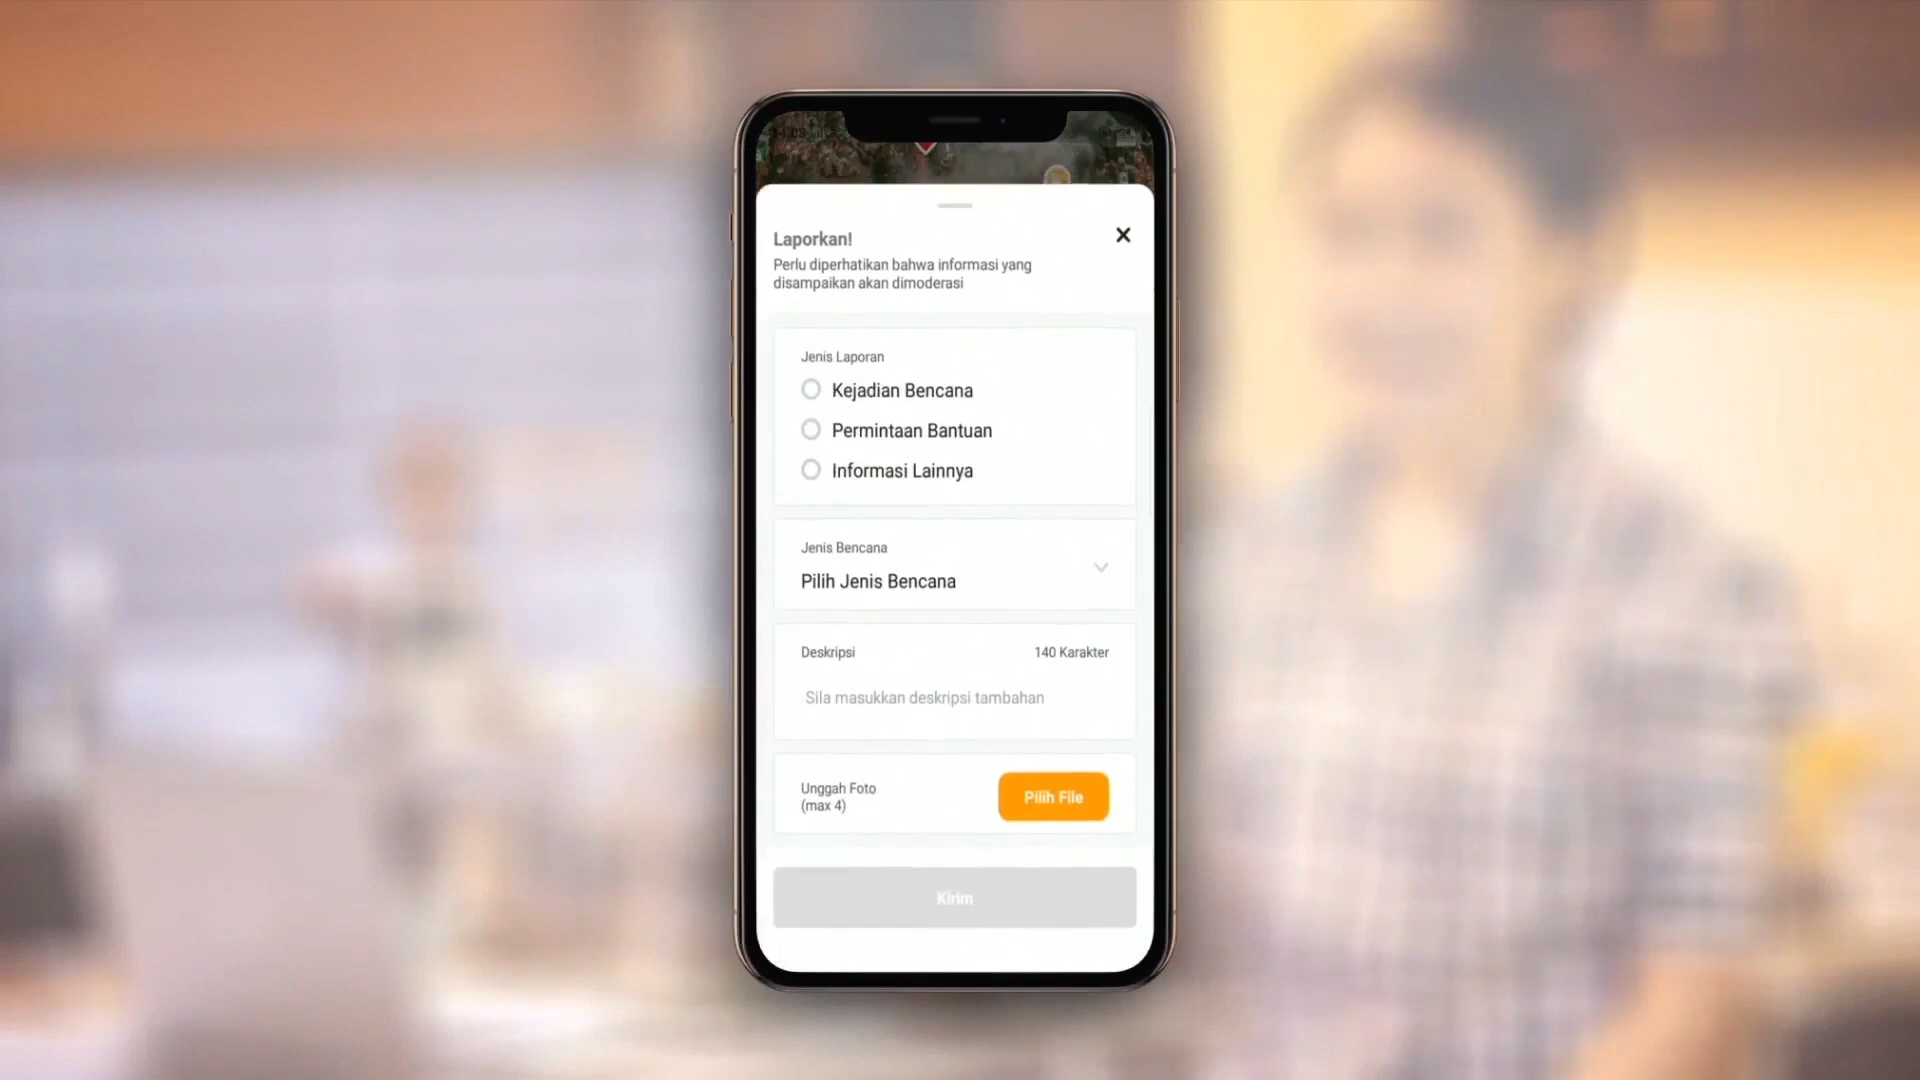 Laporkan!
Perlu diperhatikan bahwa informasi yang
disampaikan akan dimoderasi
Jenis Laporan
Kejadian Bencana
Permintaan Bantuan
Informasi Lainnya
Jenis Bencana
Pilih Jenis Bencana
Deskripsi 140 Karakter
Sila masukkan deskripsi tambahan
Unggah Foto
(max 4)
Pilih File
Kirim